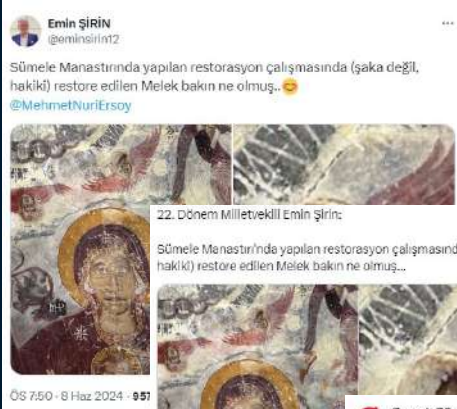 Emin ŞİRİN
@eminsirin12
Sümele Manastırında yapılan restorasyon çalışmasında (şaka değil,
hakiki) restore edilen Melek bakın ne olmuş..😊
@MehmetNuriErsoy
22. Dönem Milletvekili Emin Şirin:
Sümele Manastırı'nda yapılan restorasyon çalışmasınd
hakiki) restore edilen Melek bakın ne olmuş...
ÖS 7:50 · 8 Haz 2024 · 957